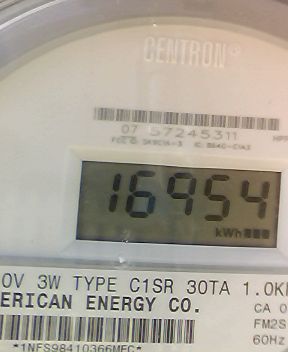 CENTRON®
07 57245311
16954
kWh
0V 3W TYPE C1SR 30TA 1.0K
ERICAN ENERGY CO.
CA 0
FM2S
60Hz
*1NFS98410366MFC*